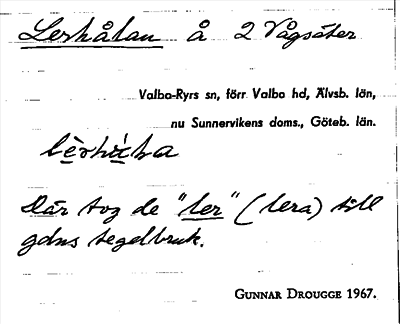 Lerhålan å 2 Vågsäter
Valbo-Ryrs sn, förr Valbo hd, Älvsb. län,
nu Sunnervikens doms., Göteb. län.
Där tog de "ler" (lera) till
gdns tegelbruk.
GUNNAR DROUGGE 1967.